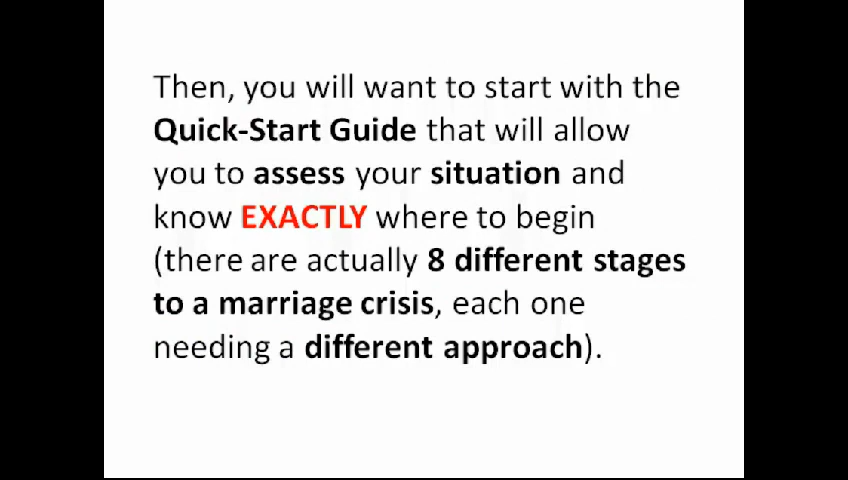 Then, you will want to start with the
Quick-Start Guide that will allow
you to assess your situation and
know EXACTLY where to begin
(there are actually 8 different stages
to a marriage crisis, each one
needing a different approach).